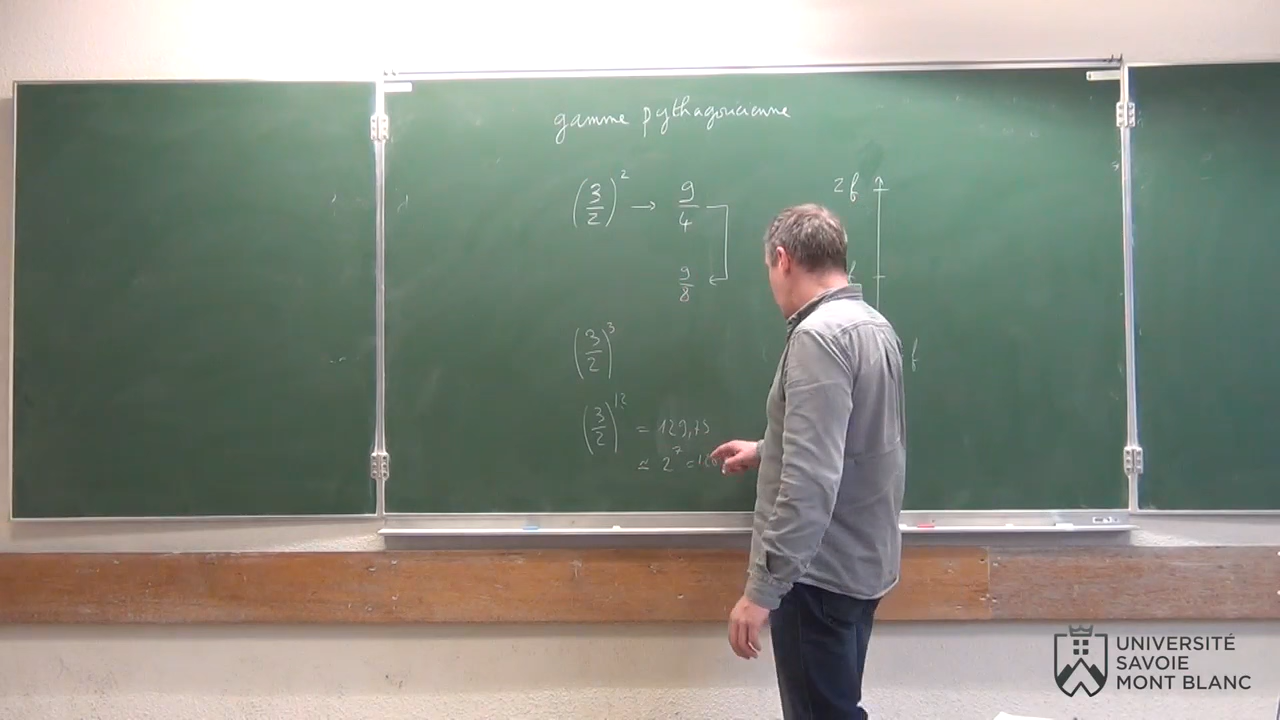 gamme pythagoricienne
(3/2)² → 9/4
9/8
(3/2)³
(3/2)¹² = 129,75
≃ 2⁷ =
2f
f
f
UNIVERSITÉ
SAVOIE
MONT BLANC